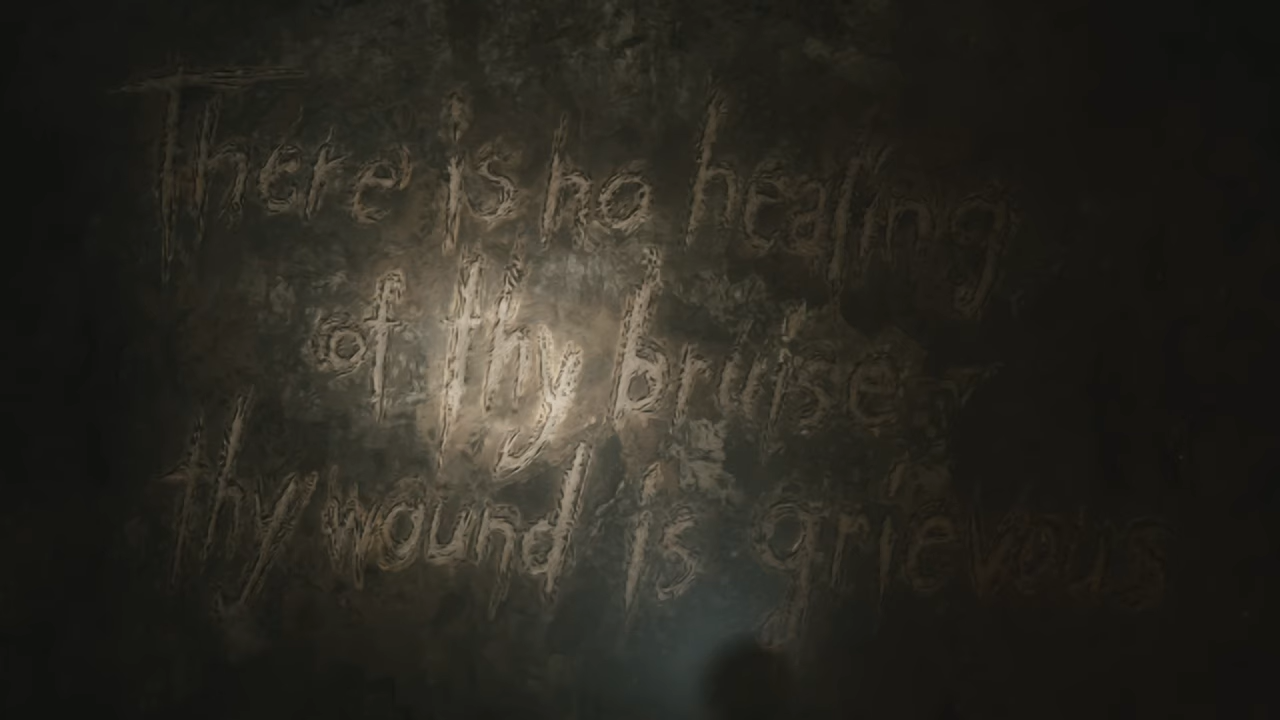 There is no healing
of thy bruise -
thy wound is grievous